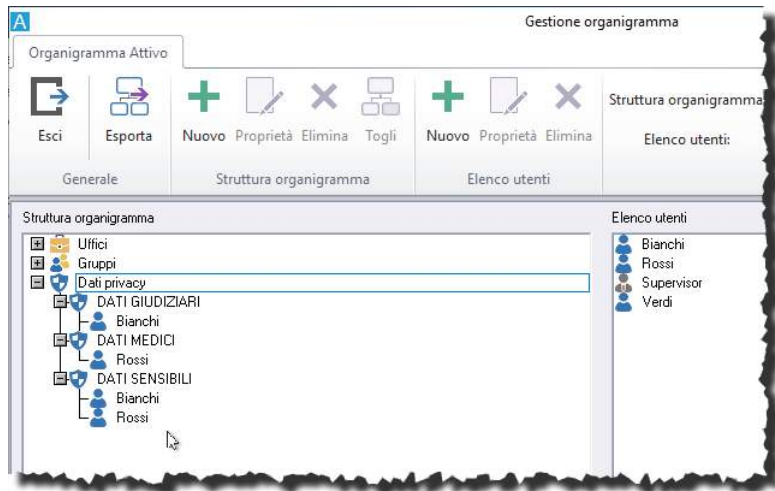 A
Gestione organigramma
Organigramma Attivo
Esci
Esporta
Nuovo
Proprietà
Elimina
Togli
Nuovo
Proprietà
Elimina
Struttura organigramma
Elenco utenti:
Generale
Struttura organigramma
Elenco utenti
Struttura organigramma
Uffici
Gruppi
Dati privacy
DATI GIUDIZIARI
Bianchi
DATI MEDICI
Rossi
DATI SENSIBILI
Bianchi
Rossi
Elenco utenti
Bianchi
Rossi
Supervisor
Verdi